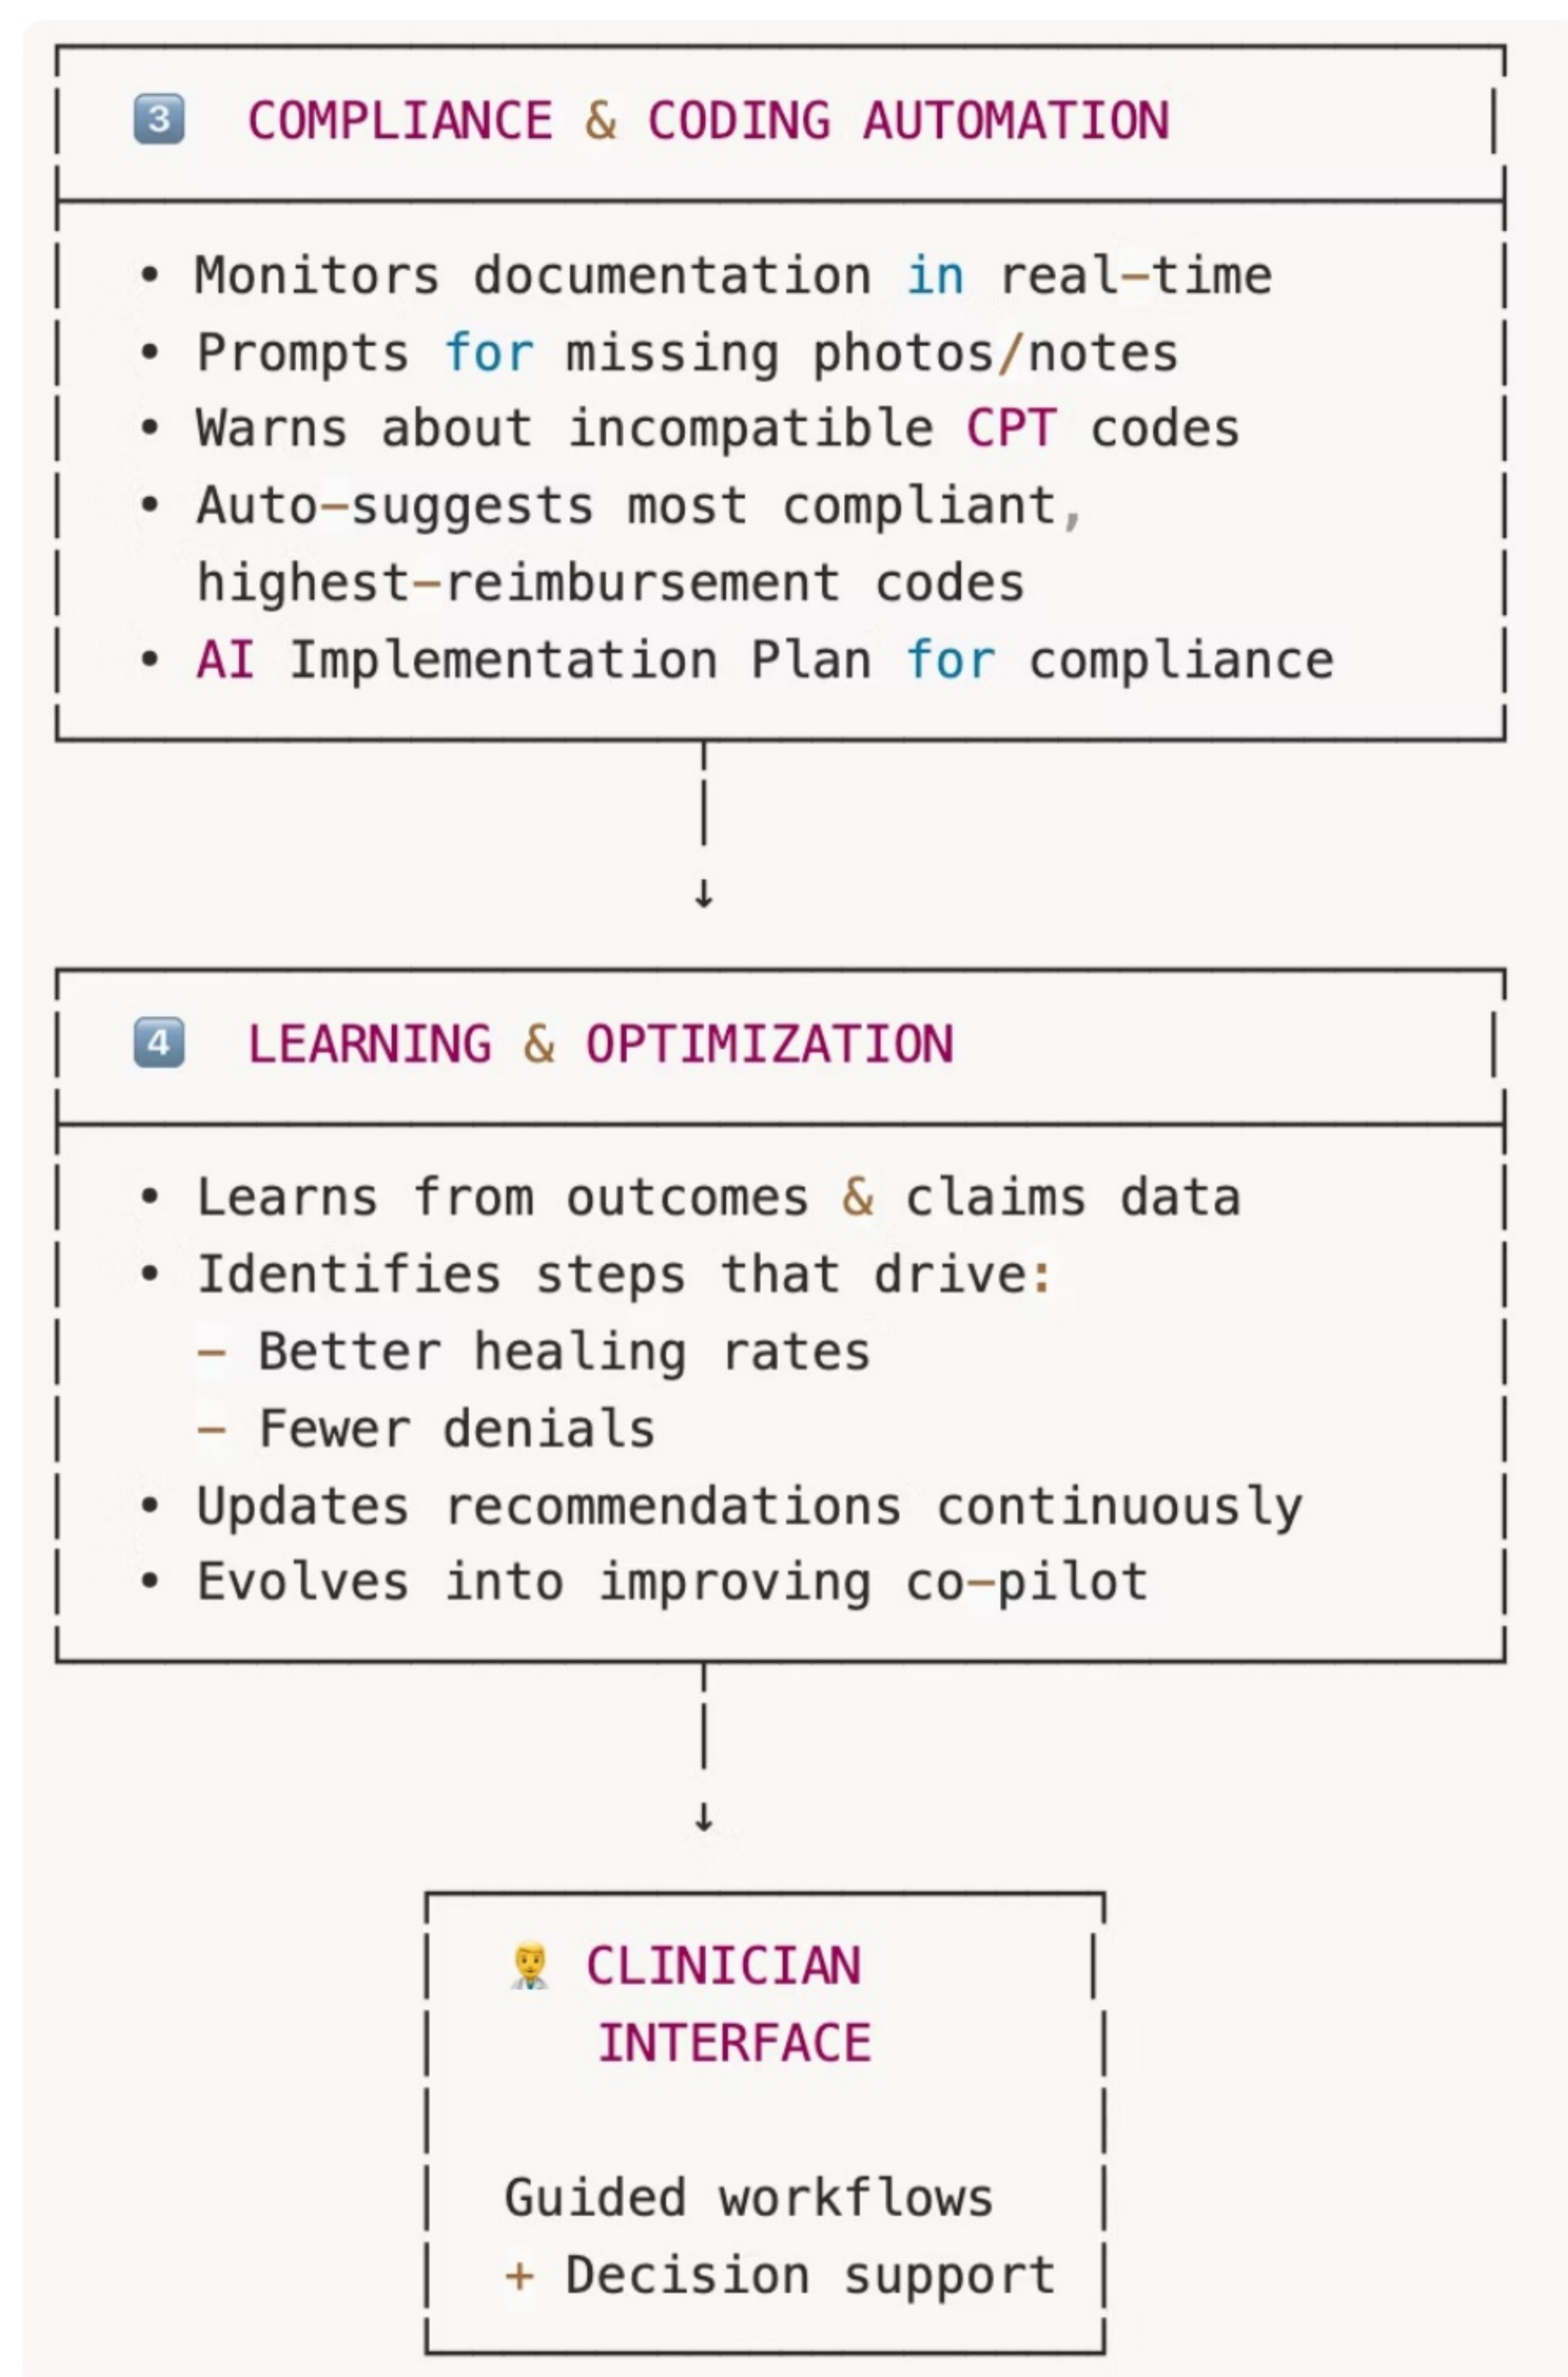 3️⃣ COMPLIANCE & CODING AUTOMATION
• Monitors documentation in real-time
• Prompts for missing photos/notes
• Warns about incompatible CPT codes
• Auto-suggests most compliant,
highest-reimbursement codes
• AI Implementation Plan for compliance
↓
4️⃣ LEARNING & OPTIMIZATION
• Learns from outcomes & claims data
• Identifies steps that drive:
- Better healing rates
- Fewer denials
• Updates recommendations continuously
• Evolves into improving co-pilot
↓
👨‍⚕️ CLINICIAN
INTERFACE
Guided workflows
+ Decision support